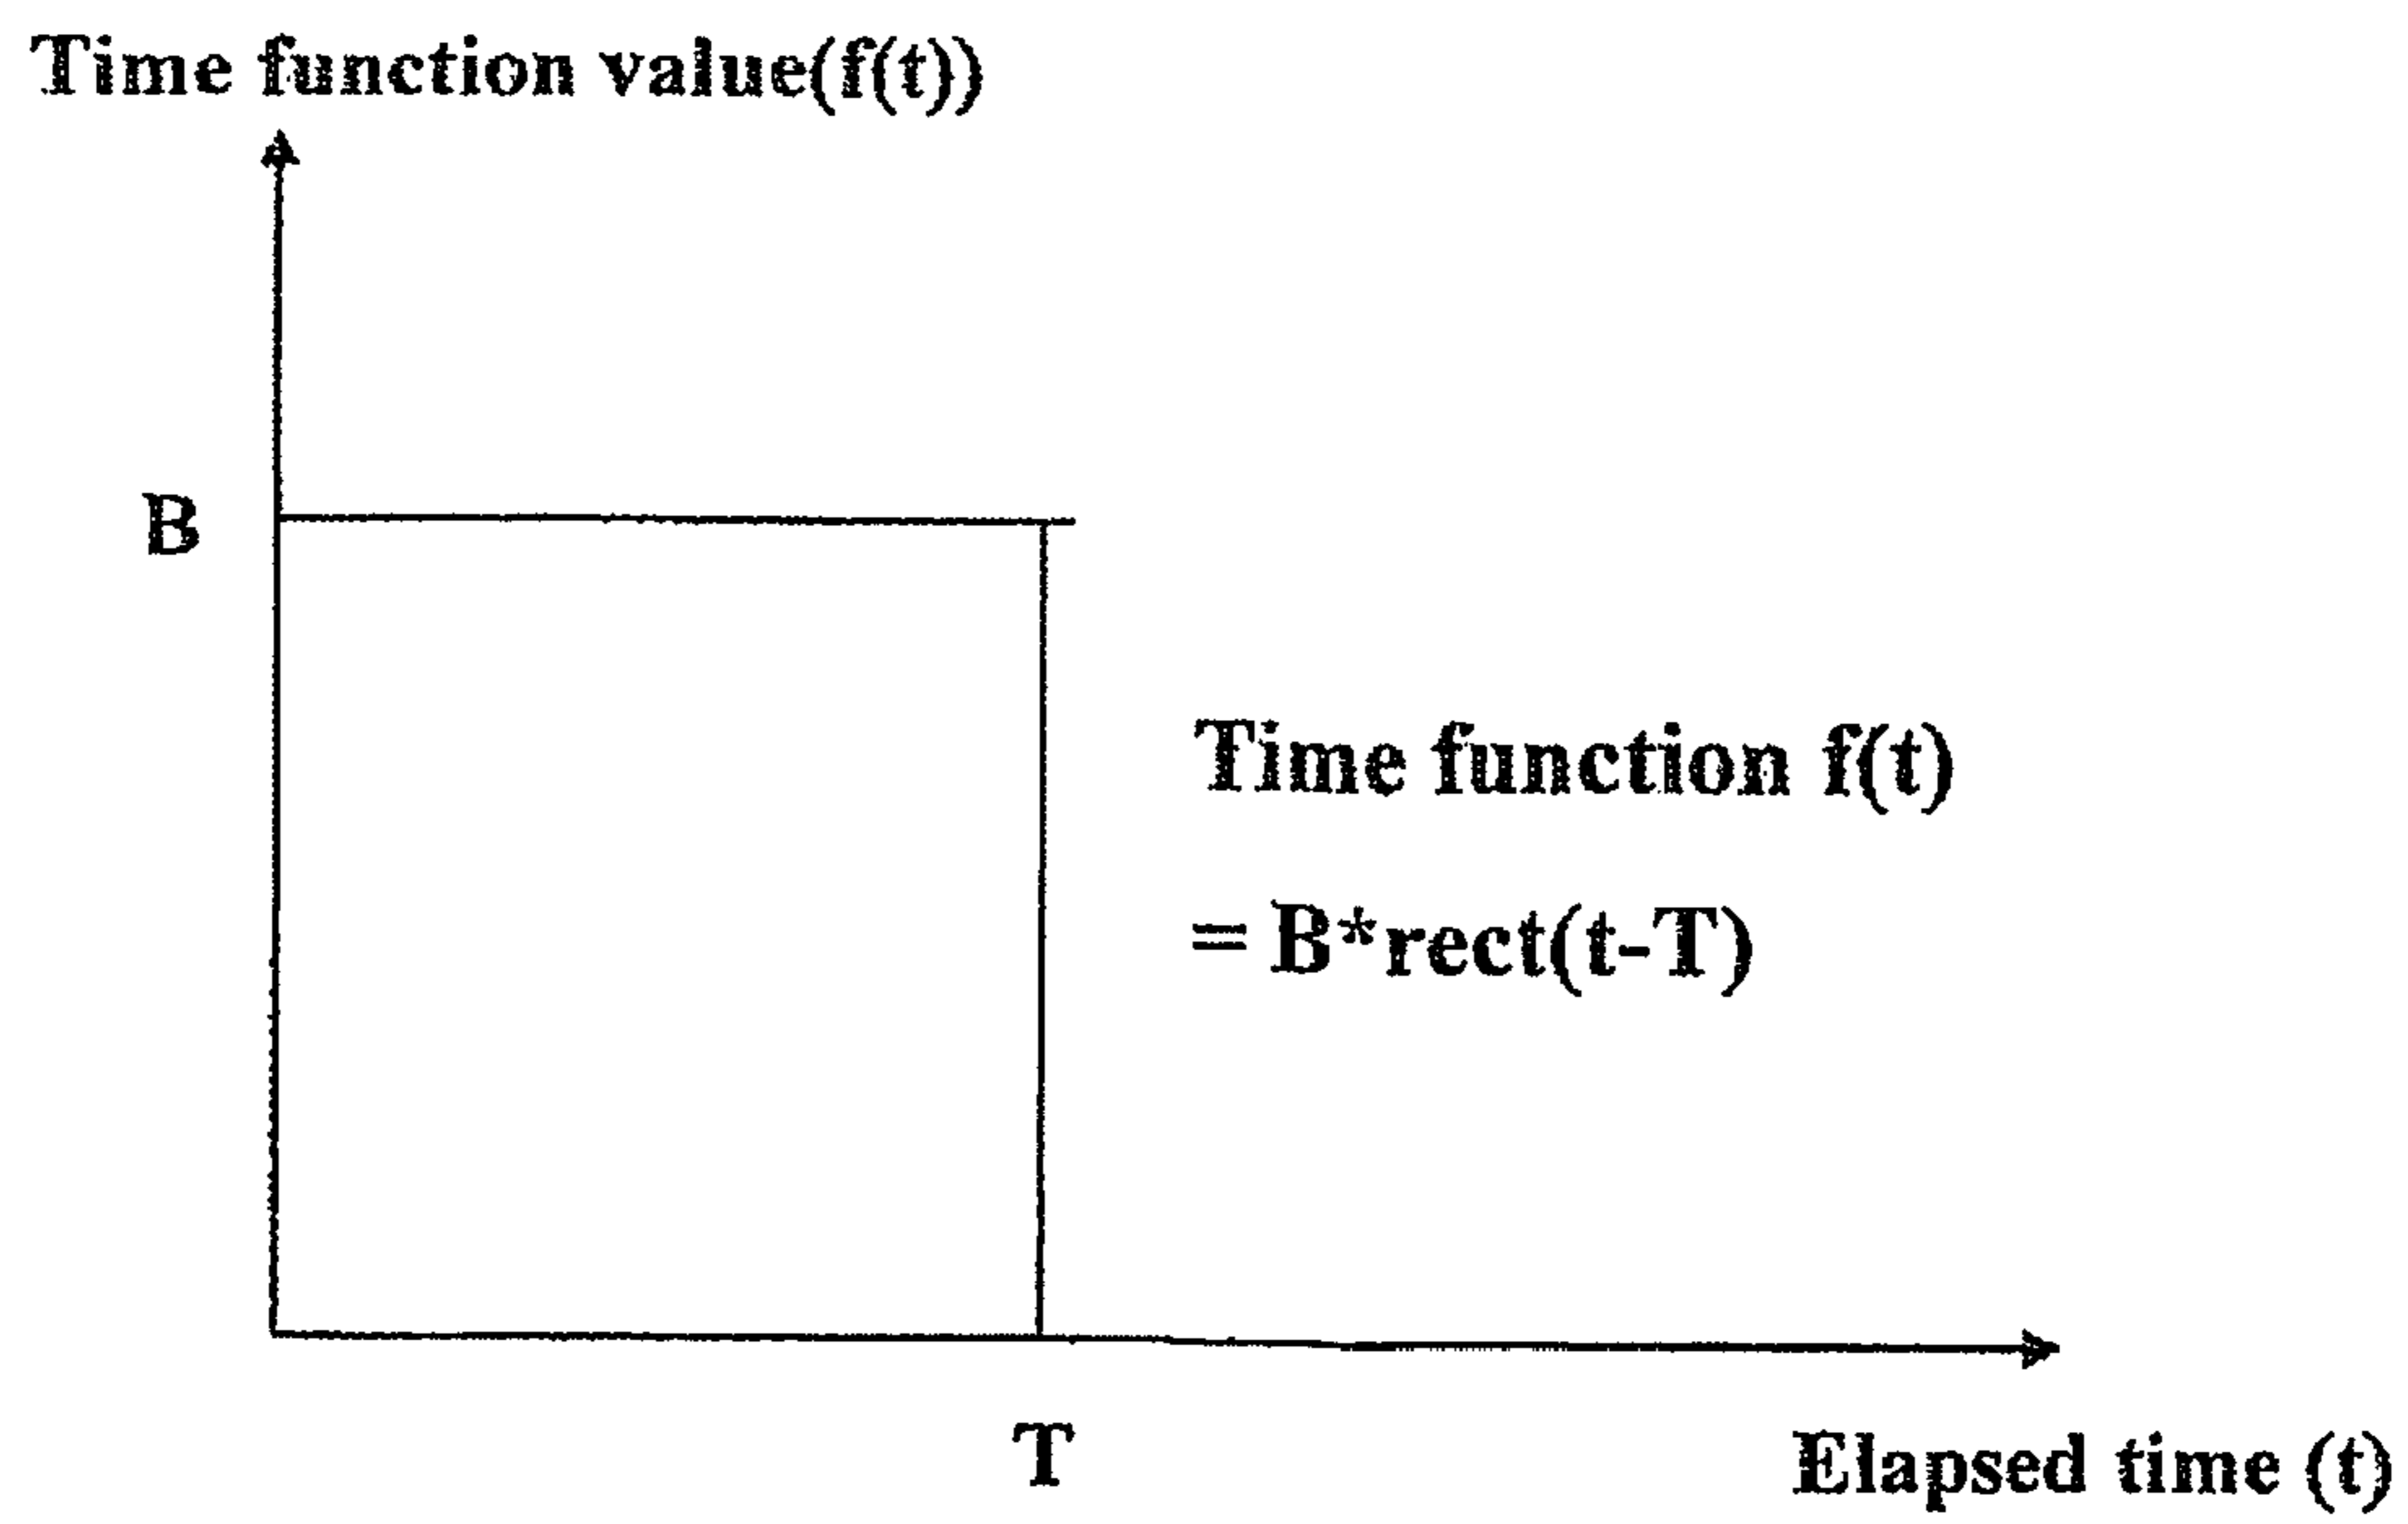 Time function value(f(t))
B
Time function f(t)
= B*rect(t-T)
T
Elapsed time (t)